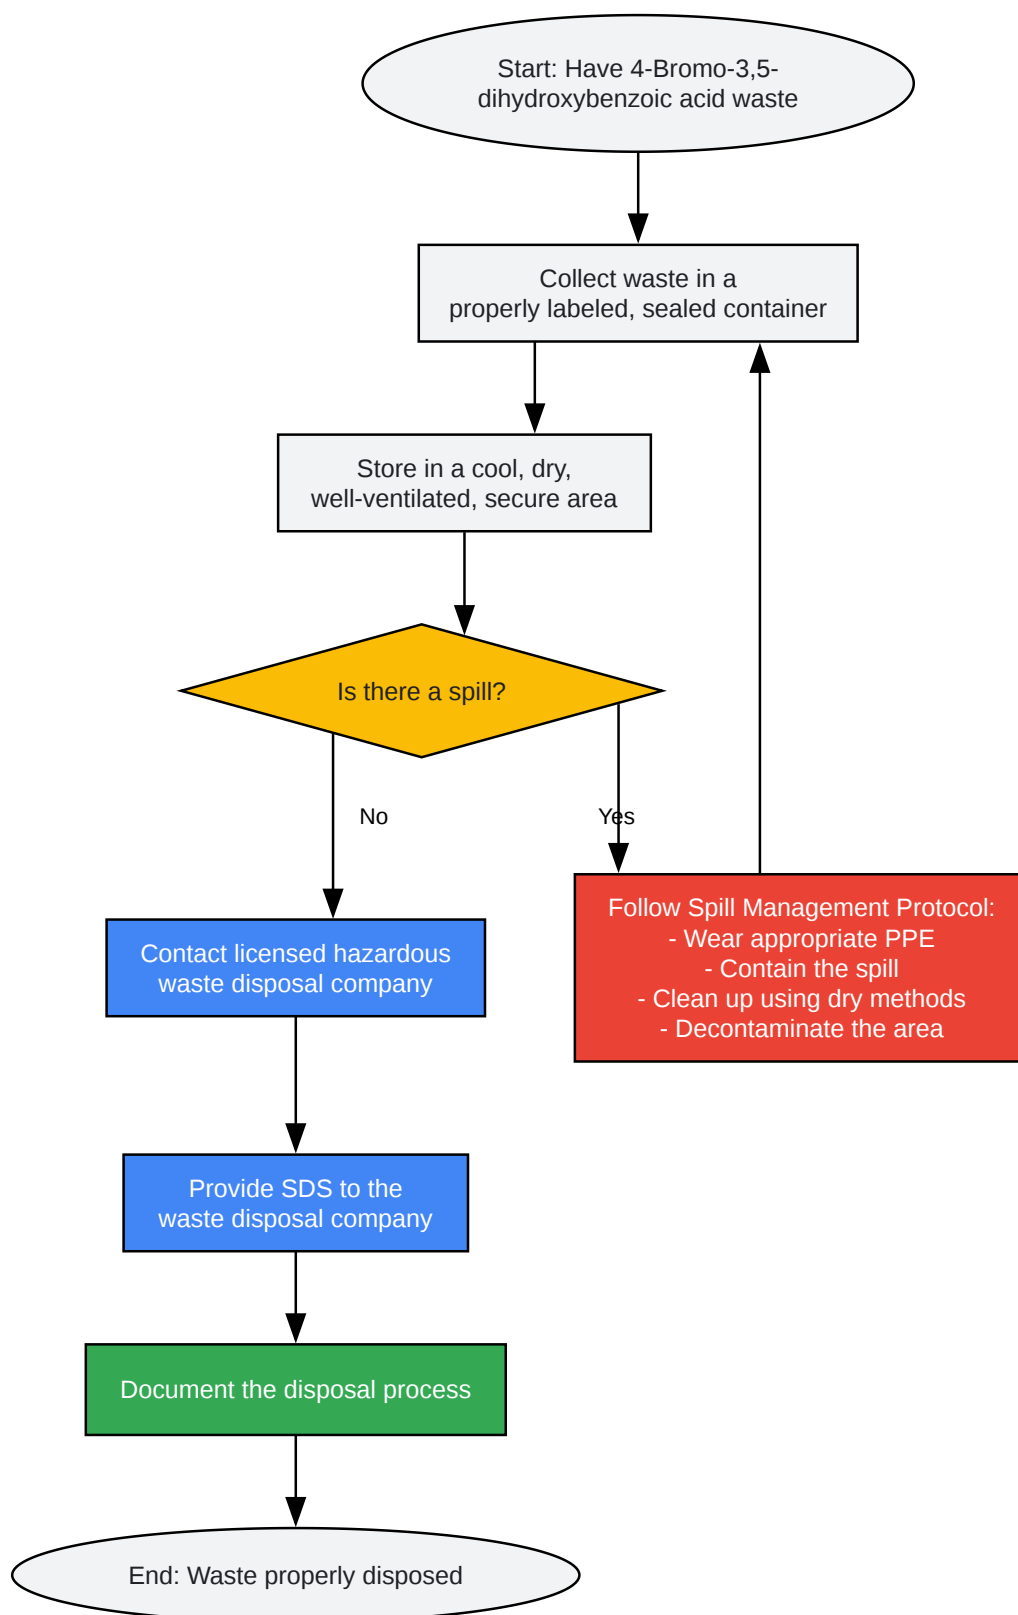 Start: Have 4-Bromo-3,5-
dihydroxybenzoic acid waste
Collect waste in a
properly labeled, sealed container
Store in a cool, dry,
well-ventilated, secure area
Is there a spill?
No
Yes
Contact licensed hazardous
waste disposal company
Follow Spill Management Protocol:
- Wear appropriate PPE
- Contain the spill
- Clean up using dry methods
- Decontaminate the area
Provide SDS to the
waste disposal company
Document the disposal process
End: Waste properly disposed